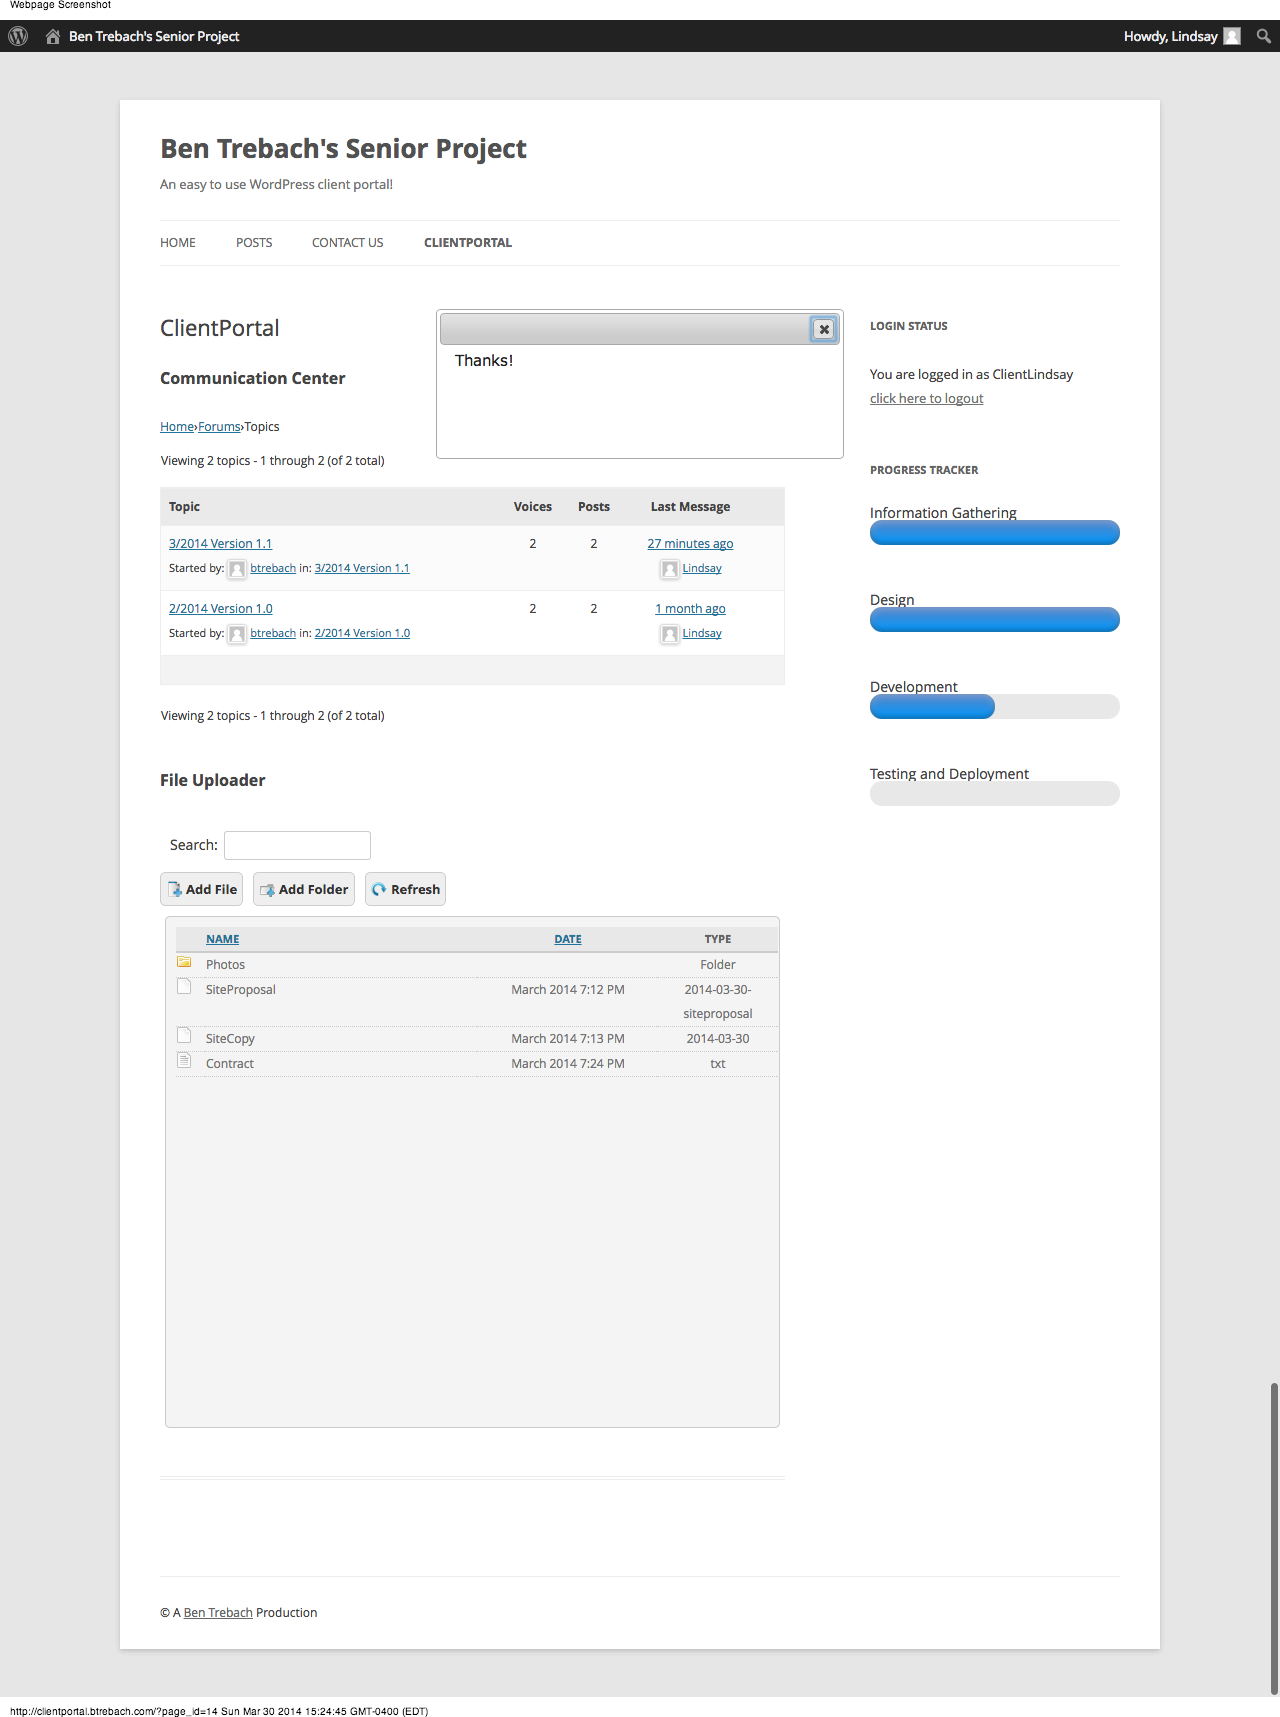 Webpage Screenshot
Ben Trebach's Senior Project
Howdy, Lindsay
Ben Trebach's Senior Project
An easy to use WordPress client portal!
HOME POSTS CONTACT US CLIENTPORTAL
ClientPortal
Thanks!
Communication Center
Home›Forums›Topics
Viewing 2 topics - 1 through 2 (of 2 total)
Topic Voices Posts Last Message
3/2014 Version 1.1 2 2 27 minutes ago
Started by: btrebach in: 3/2014 Version 1.1 Lindsay
2/2014 Version 1.0 2 2 1 month ago
Started by: btrebach in: 2/2014 Version 1.0 Lindsay
Viewing 2 topics - 1 through 2 (of 2 total)
File Uploader
Search:
Add File Add Folder Refresh
NAME DATE TYPE
Photos Folder
SiteProposal March 2014 7:12 PM 2014-03-30-
siteproposal
SiteCopy March 2014 7:13 PM 2014-03-30
Contract March 2014 7:24 PM txt
LOGIN STATUS
You are logged in as ClientLindsay
click here to logout
PROGRESS TRACKER
Information Gathering
Design
Development
Testing and Deployment
© A Ben Trebach Production
http://clientportal.btrebach.com/?page_id=14 Sun Mar 30 2014 15:24:45 GMT-0400 (EDT)